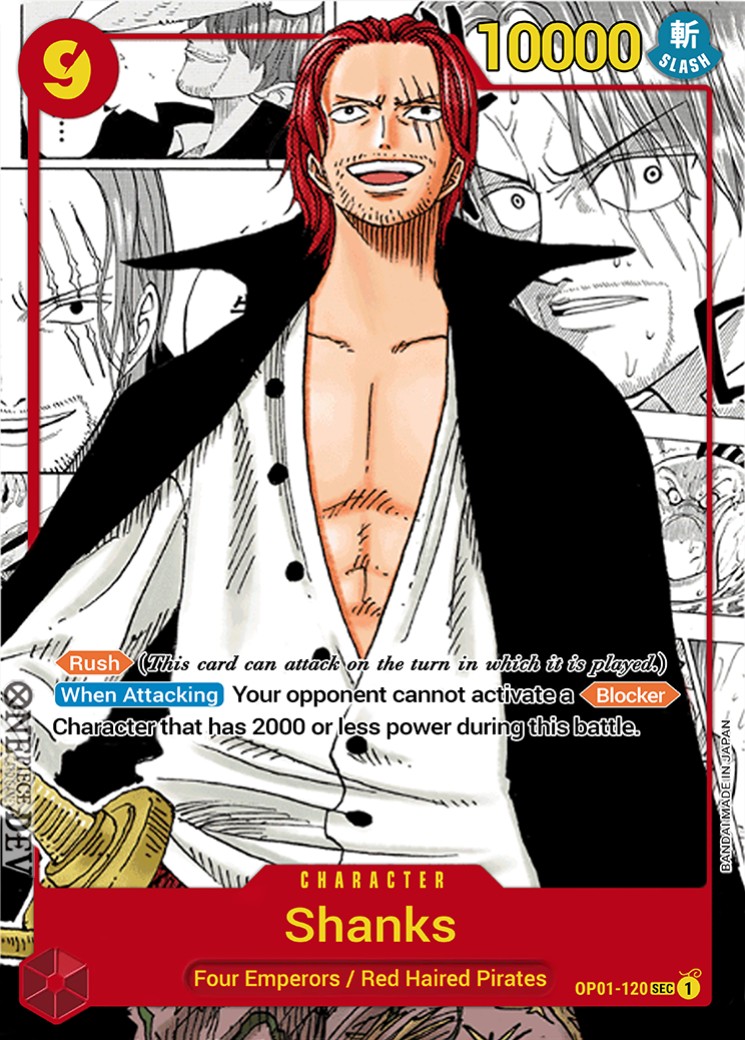 9
10000
斬
SLASH
Rush (This card can attack on the turn in which it is played.)
When Attacking Your opponent cannot activate a Blocker
Character that has 2000 or less power during this battle.
BANDAI MADE IN JAPAN
CHARACTER
Shanks
Four Emperors / Red Haired Pirates
OP01-120 SEC 1
ONE PIECE
DEV